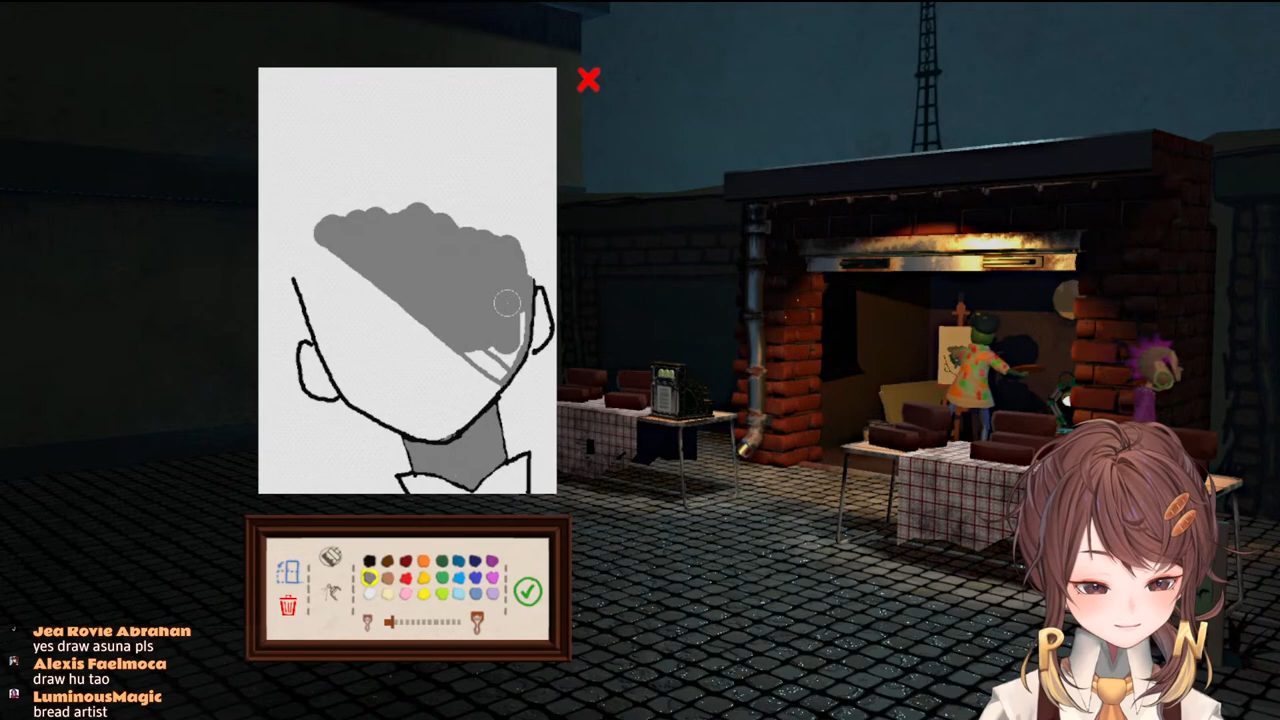 Jea Rovie Abrahan
yes draw asuna pls
Alexis Faelmoca
draw hu tao
LuminousMagic
bread artist
P N